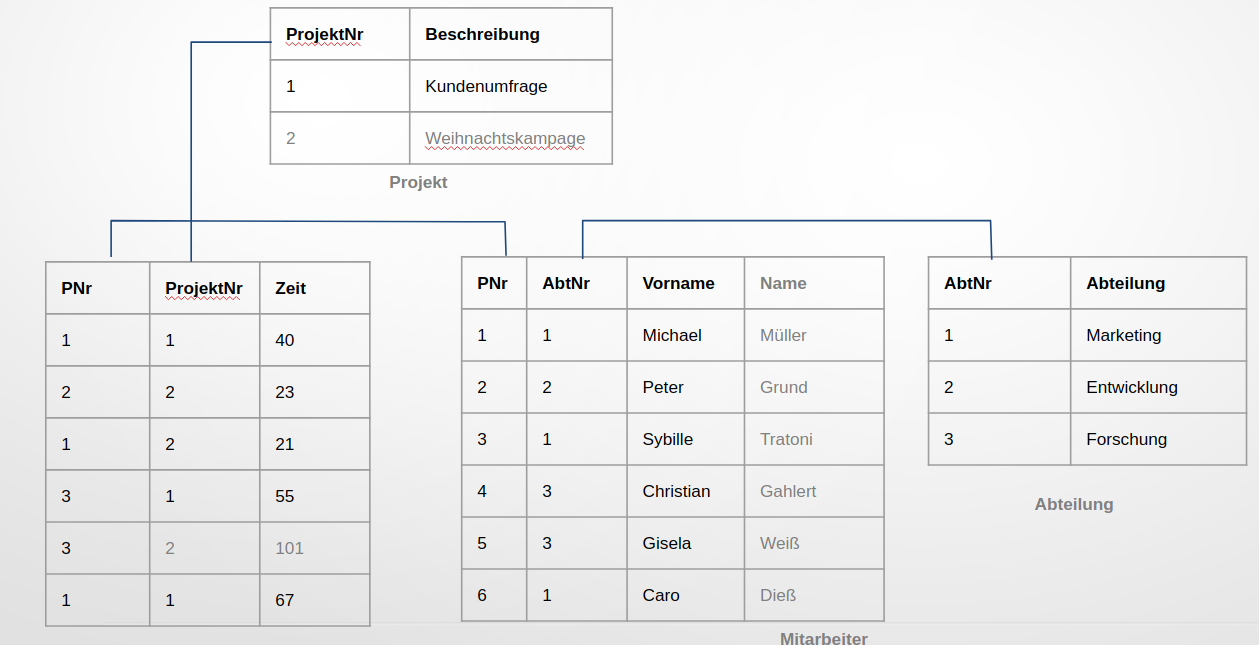 ProjektNr Beschreibung
1 Kundenumfrage
2 Weihnachtskampage
Projekt
PNr ProjektNr Zeit
1 1 40
2 2 23
1 2 21
3 1 55
3 2 101
1 1 67
PNr AbtNr Vorname Name
1 1 Michael Müller
2 2 Peter Grund
3 1 Sybille Tratoni
4 3 Christian Gahlert
5 3 Gisela Weiß
6 1 Caro Dieß
Mitarbeiter
AbtNr Abteilung
1 Marketing
2 Entwicklung
3 Forschung
Abteilung